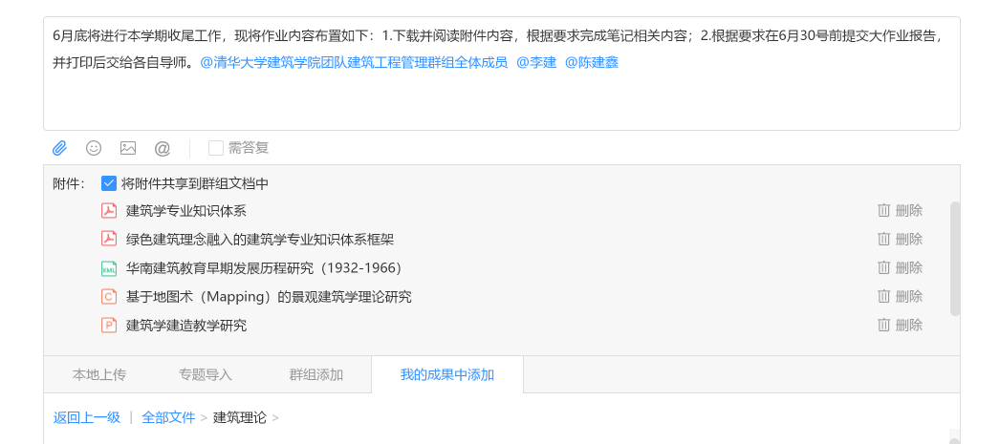 6月底将进行本学期收尾工作，现将作业内容布置如下：1.下载并阅读附件内容，根据要求完成笔记相关内容；2.根据要求在6月30号前提交大作业报告，
并打印后交给各自导师。@清华大学建筑学院团队建筑工程管理群组全体成员 @李建 @陈建鑫
@ 需答复
附件： 将附件共享到群组文档中
建筑学专业知识体系 删除
绿色建筑理念融入的建筑学专业知识体系框架 删除
XML 华南建筑教育早期发展历程研究（1932-1966） 删除
C 基于地图术（Mapping）的景观建筑学理论研究 删除
P 建筑学建造教学研究 删除
本地上传 专题导入 群组添加 我的成果中添加
返回上一级 | 全部文件 > 建筑理论 >